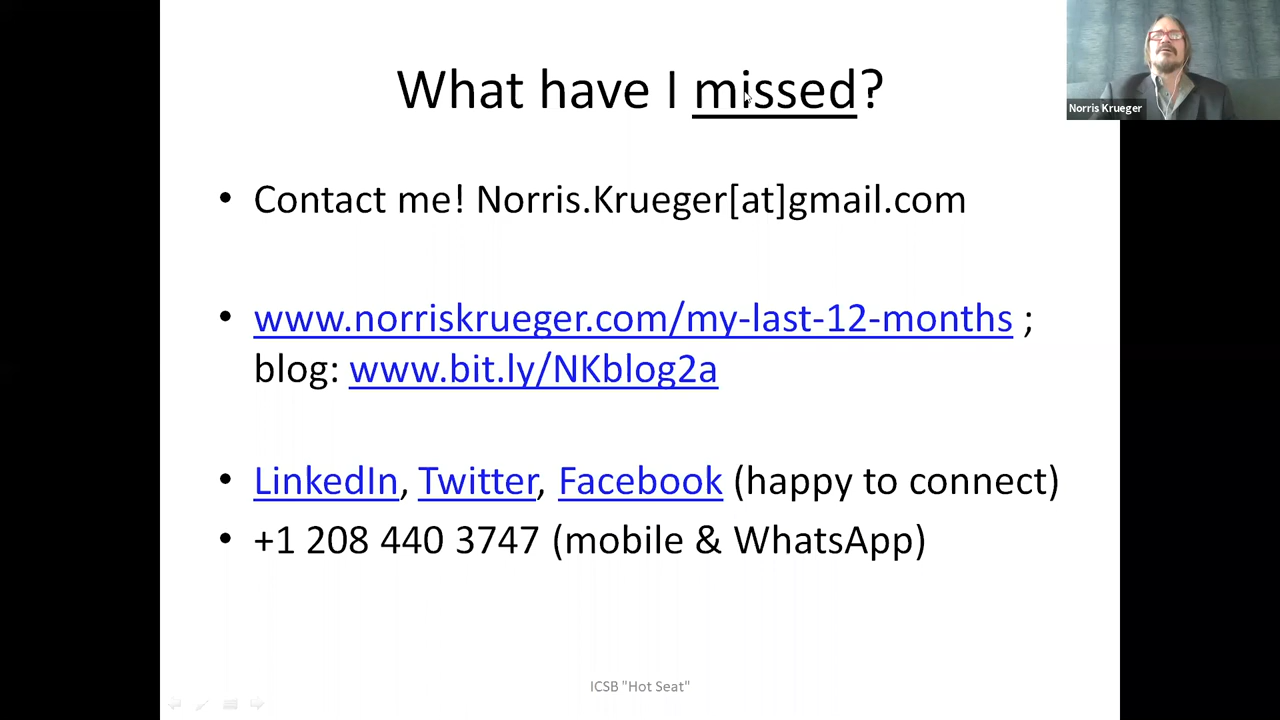 What have I missed?
Norris Krueger
• Contact me! Norris.Krueger[at]gmail.com
• www.norriskrueger.com/my-last-12-months ;
blog: www.bit.ly/NKblog2a
• LinkedIn, Twitter, Facebook (happy to connect)
• +1 208 440 3747 (mobile & WhatsApp)
ICSB "Hot Seat"